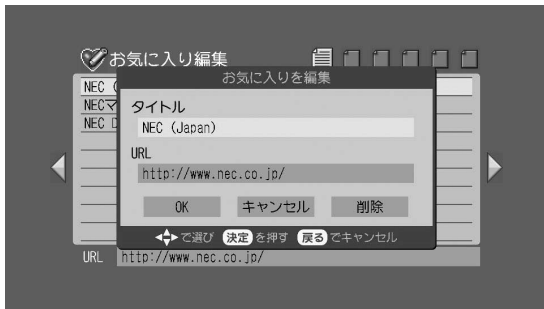 お気に入り編集
お気に入りを編集
NEC (
NECマ
NEC D
タイトル
NEC (Japan)
URL
http://www.nec.co.jp/
OK キャンセル 削除
で選び 決定 を押す 戻る でキャンセル
URL http://www.nec.co.jp/